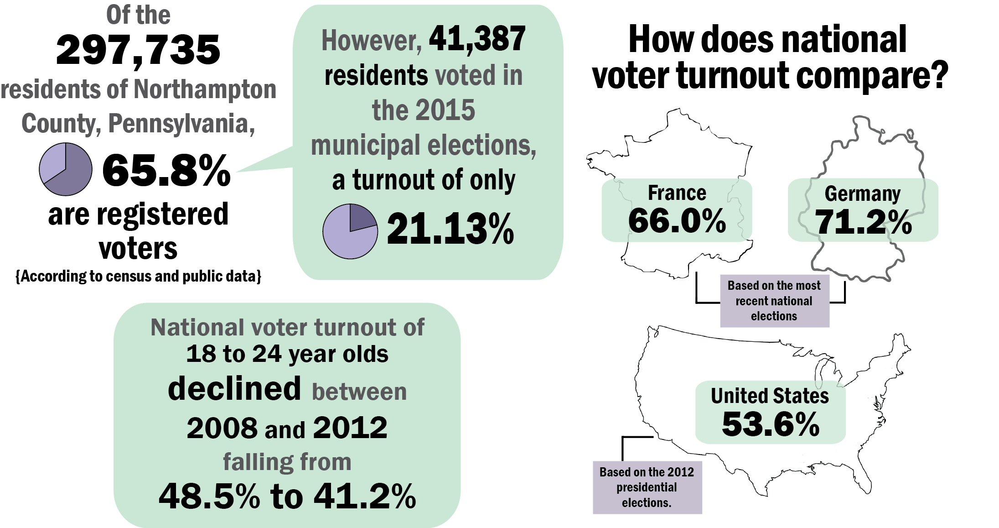 Of the
297,735
residents of Northampton
County, Pennsylvania,
65.8%
are registered
voters
{According to census and public data}
However, 41,387
residents voted in
the 2015
municipal elections,
a turnout of only
21.13%
National voter turnout of
18 to 24 year olds
declined between
2008 and 2012
falling from
48.5% to 41.2%
How does national
voter turnout compare?
France
66.0%
Germany
71.2%
Based on the most
recent national
elections
United States
53.6%
Based on the 2012
presidential
elections.